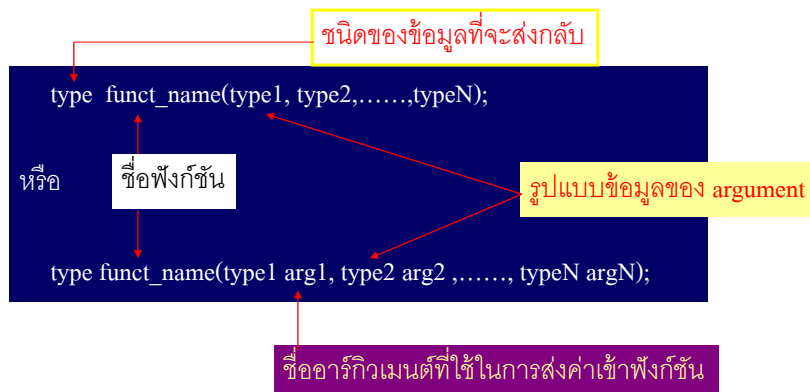 ชนิดของข้อมูลที่จะส่งกลับ
type funct_name(type1, type2,......,typeN);
หรือ
ชื่อฟังก์ชัน
รูปแบบข้อมูลของ argument
type funct_name(type1 arg1, type2 arg2 ,......, typeN argN);
ชื่ออาร์กิวเมนต์ที่ใช้ในการส่งค่าเข้าฟังก์ชัน